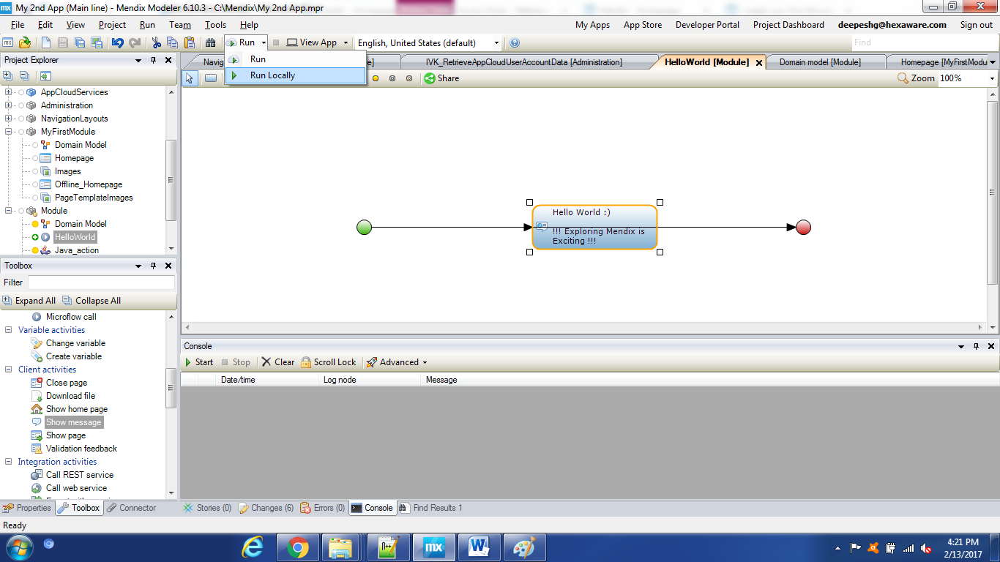 My 2nd App (Main line) - Mendix Modeler 6.10.3 - C:\Mendix\My 2nd App.mpr
File Edit View Project Run Team Tools Help My Apps App Store Developer Portal Project Dashboard deepeshg@hexaware.com Sign out
Run View App English, United States (default) Find
Project Explorer
Run
Run Locally
Navig
e]
IVK_RetrieveAppCloudUserAccountData [Administration]
HelloWorld [Module]
Domain model [Module]
Homepage [MyFirstModu
Share
Zoom 100%
AppCloudServices
Administration
NavigationLayouts
MyFirstModule
Domain Model
Homepage
Images
Offline_Homepage
PageTemplateImages
Module
Domain Model
HelloWorld
Java_action
Hello World :)
!!! Exploring Mendix is
Exciting !!!
Toolbox
Filter
Expand All Collapse All
Microflow call
Variable activities
Change variable
Create variable
Client activities
Close page
Download file
Show home page
Show message
Show page
Validation feedback
Integration activities
Call REST service
Call web service
Console
Start Stop Clear Scroll Lock Advanced
Date/time Log node Message
Properties Toolbox Connector
Stories (0) Changes (6) Errors (0) Console Find Results 1
Ready
4:21 PM
2/13/2017